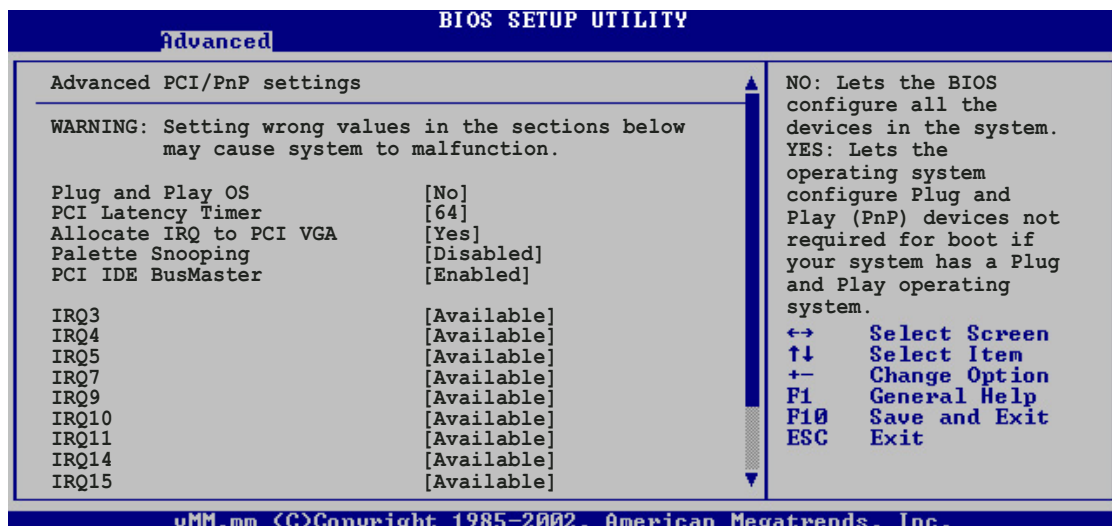 BIOS SETUP UTILITY
Advanced
Advanced PCI/PnP settings
WARNING: Setting wrong values in the sections below
may cause system to malfunction.
Plug and Play OS [No]
PCI Latency Timer [64]
Allocate IRQ to PCI VGA [Yes]
Palette Snooping [Disabled]
PCI IDE BusMaster [Enabled]
IRQ3 [Available]
IRQ4 [Available]
IRQ5 [Available]
IRQ7 [Available]
IRQ9 [Available]
IRQ10 [Available]
IRQ11 [Available]
IRQ14 [Available]
IRQ15 [Available]
NO: Lets the BIOS
configure all the
devices in the system.
YES: Lets the
operating system
configure Plug and
Play (PnP) devices not
required for boot if
your system has a Plug
and Play operating
system.
←→ Select Screen
↑↓ Select Item
+- Change Option
F1 General Help
F10 Save and Exit
ESC Exit
vMM.mm (C)Copyright 1985-2002, American Megatrends, Inc.